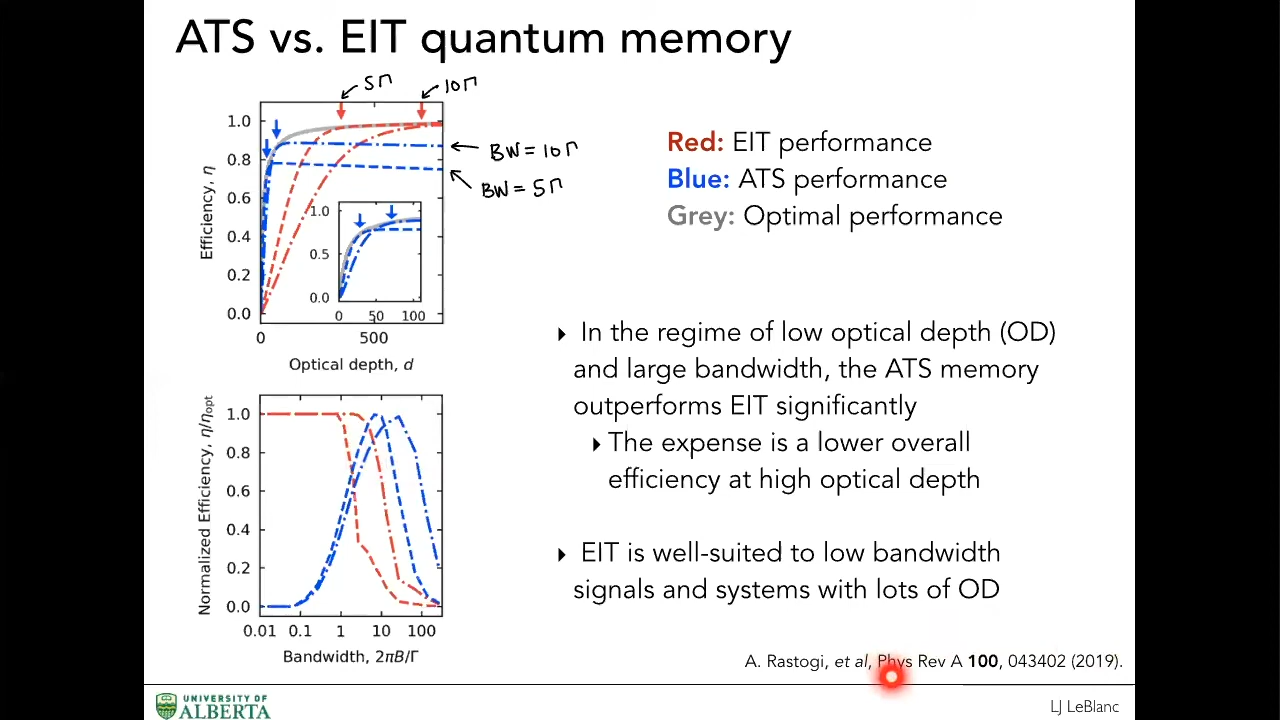 ATS vs. EIT quantum memory
5Γ
10Γ
Efficiency, η
1.0
0.8
0.6
0.4
0.2
0.0
0
500
Optical depth, d
1.0
0.5
0.0
0
50
100
BW = 10Γ
BW = 5Γ
Red: EIT performance
Blue: ATS performance
Grey: Optimal performance
▸ In the regime of low optical depth (OD)
and large bandwidth, the ATS memory
outperforms EIT significantly
▸ The expense is a lower overall
efficiency at high optical depth
▸ EIT is well-suited to low bandwidth
signals and systems with lots of OD
Normalized Efficiency, η/ηopt
1.0
0.8
0.6
0.4
0.2
0.0
0.01
0.1
1
10
100
Bandwidth, 2πB/Γ
A. Rastogi, et al, Phys Rev A 100, 043402 (2019).
UNIVERSITY OF
ALBERTA
LJ LeBlanc